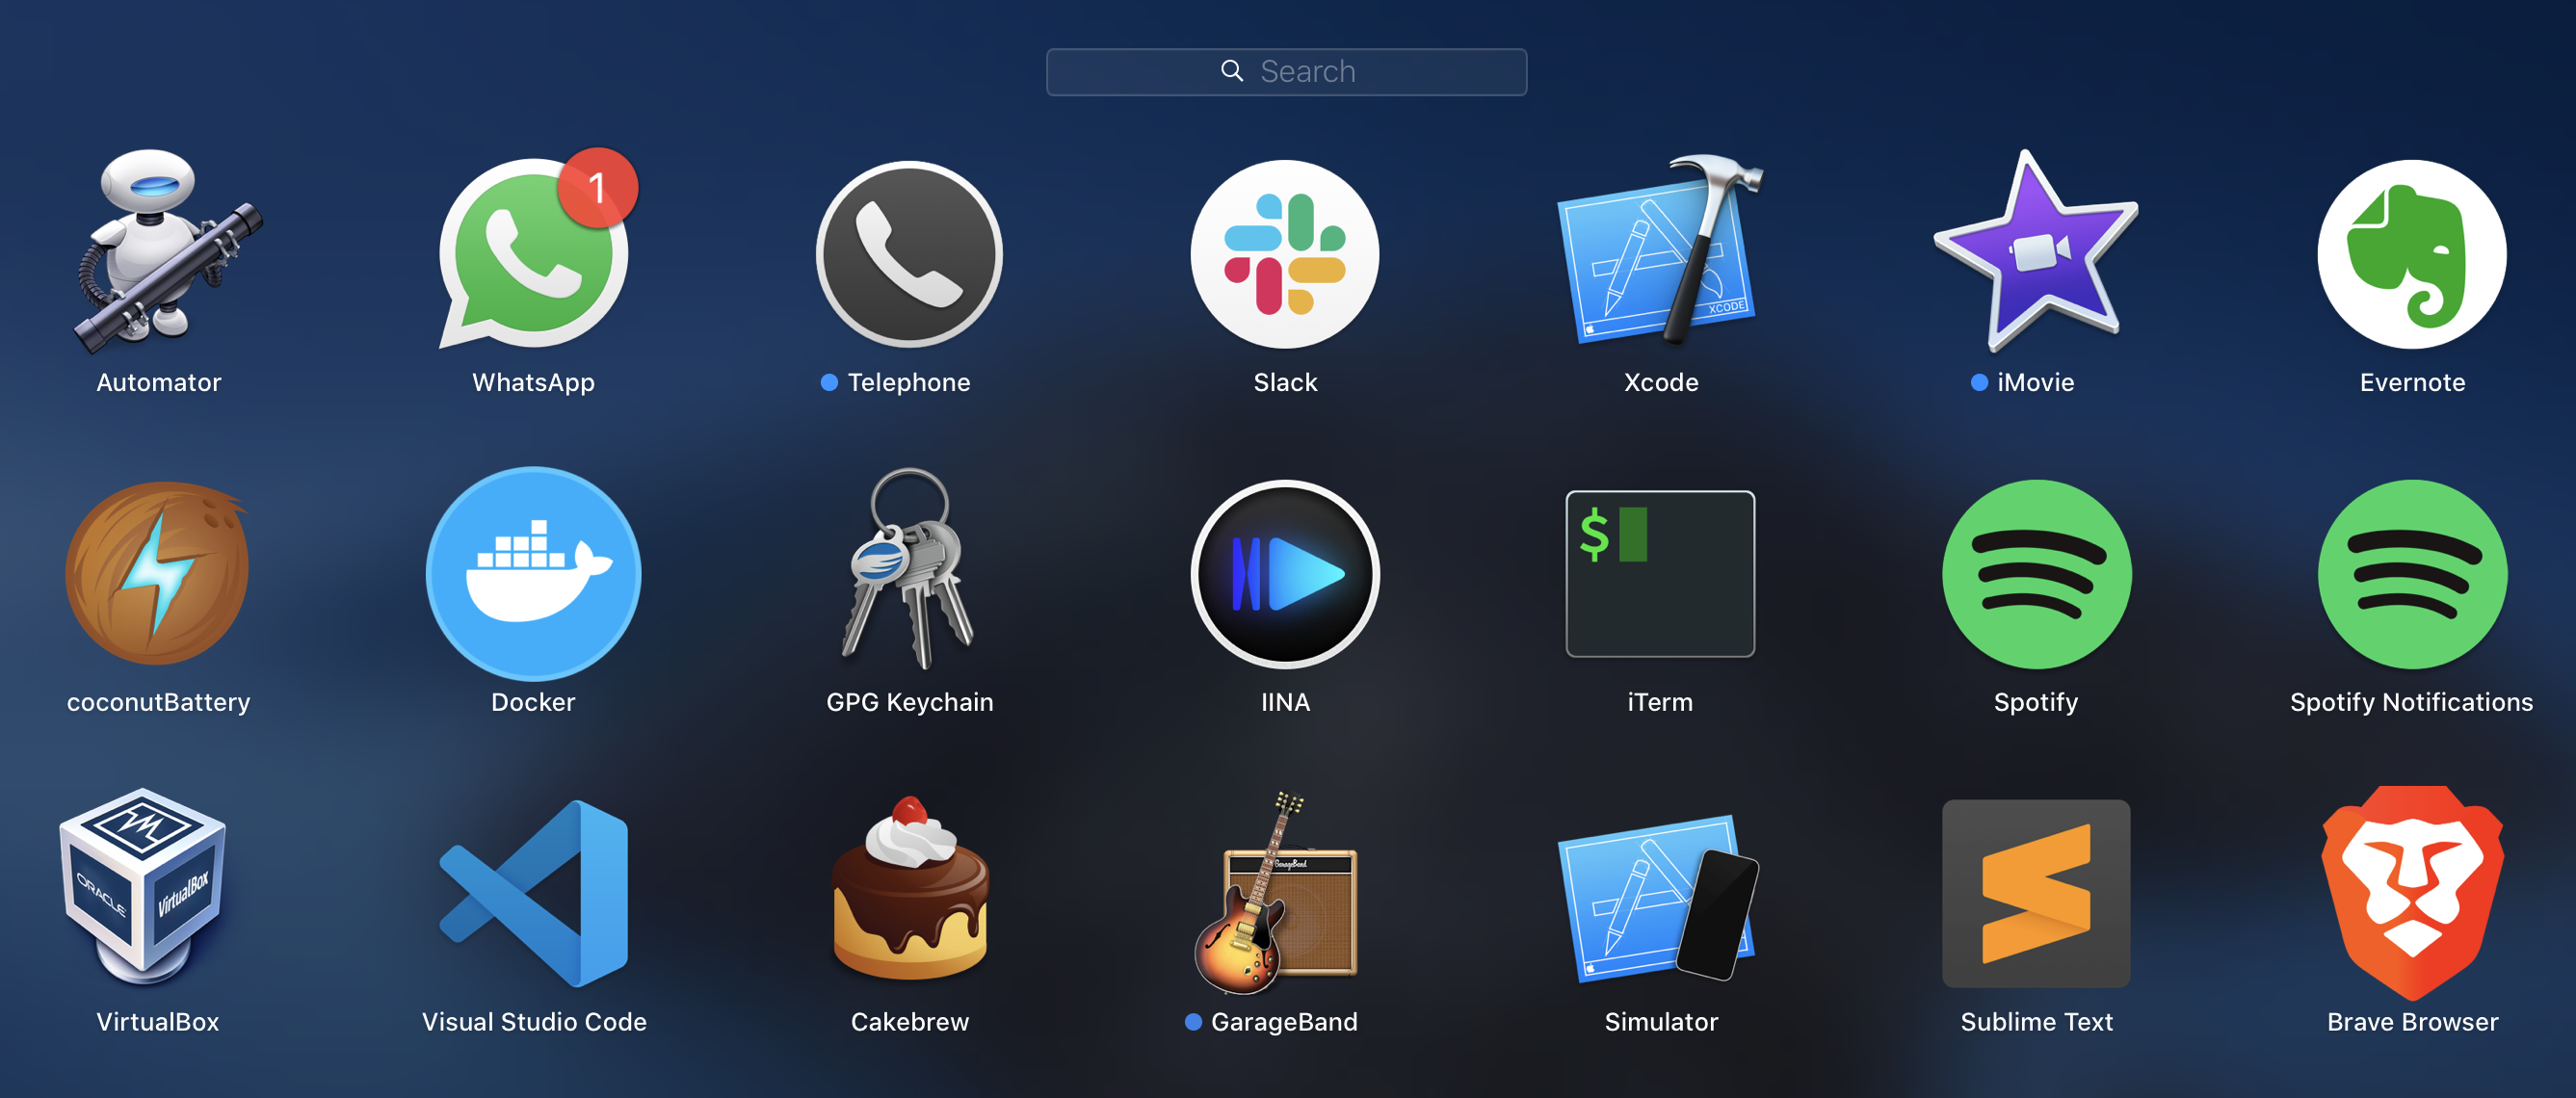 Search
1
XCODE
Automator
WhatsApp
Telephone
Slack
Xcode
iMovie
Evernote
$
coconutBattery
Docker
GPG Keychain
IINA
iTerm
Spotify
Spotify Notifications
ORACLE
VirtualBox
GarageBand
VirtualBox
Visual Studio Code
Cakebrew
GarageBand
Simulator
Sublime Text
Brave Browser